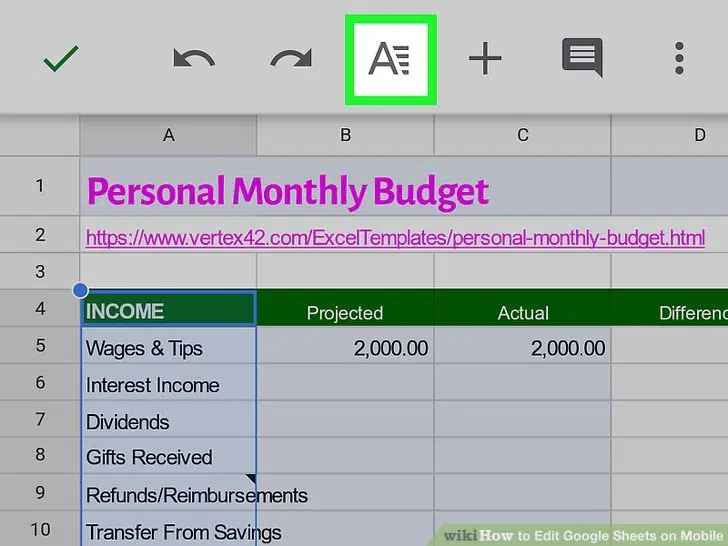 A
A B C D
1 Personal Monthly Budget
2 https://www.vertex42.com/ExcelTemplates/personal-monthly-budget.html
3
4 INCOME Projected Actual Differenc
5 Wages & Tips 2,000.00 2,000.00
6 Interest Income
7 Dividends
8 Gifts Received
9 Refunds/Reimbursements
10 Transfer From Savings
wikiHow to Edit Google Sheets on Mobile